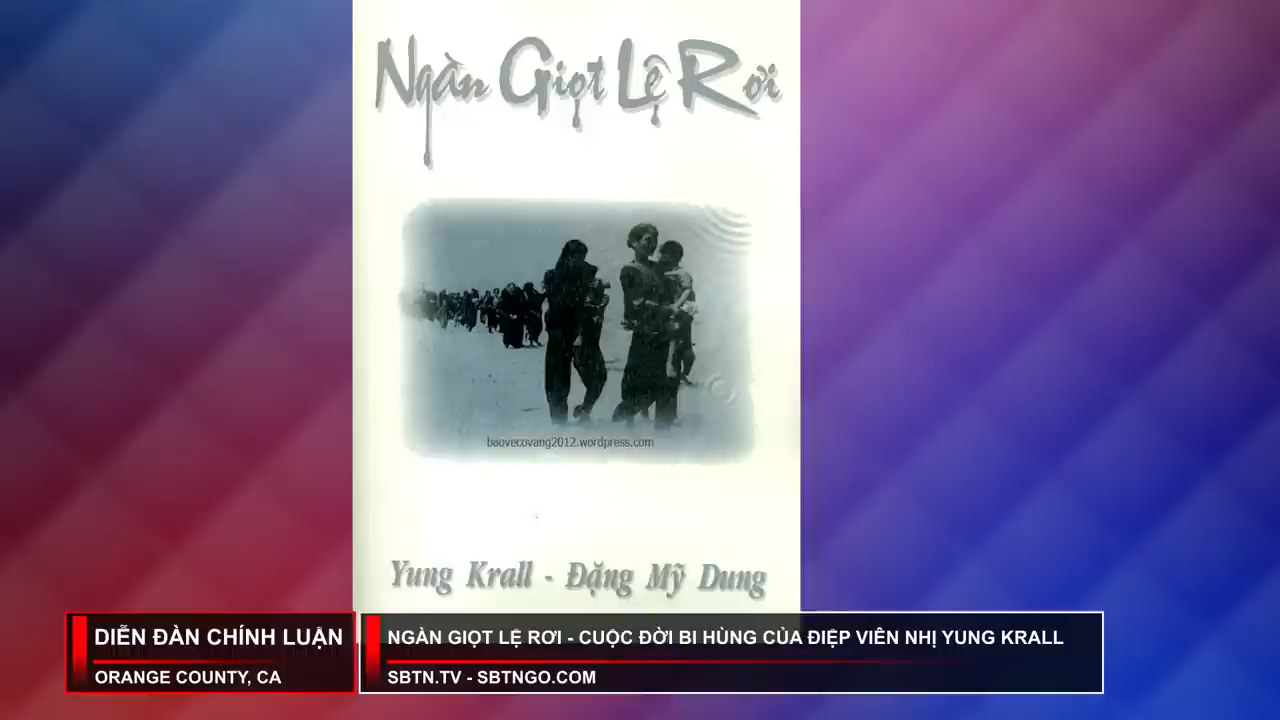 Ngàn Giọt Lệ Rơi
baovecovang2012.wordpress.com
Yung Krall - Đặng Mỹ Dung
DIỄN ĐÀN CHÍNH LUẬN
ORANGE COUNTY, CA
NGÀN GIỌT LỆ RƠI - CUỘC ĐỜI BI HÙNG CỦA ĐIỆP VIÊN NHỊ YUNG KRALL
SBTN.TV - SBTNGO.COM